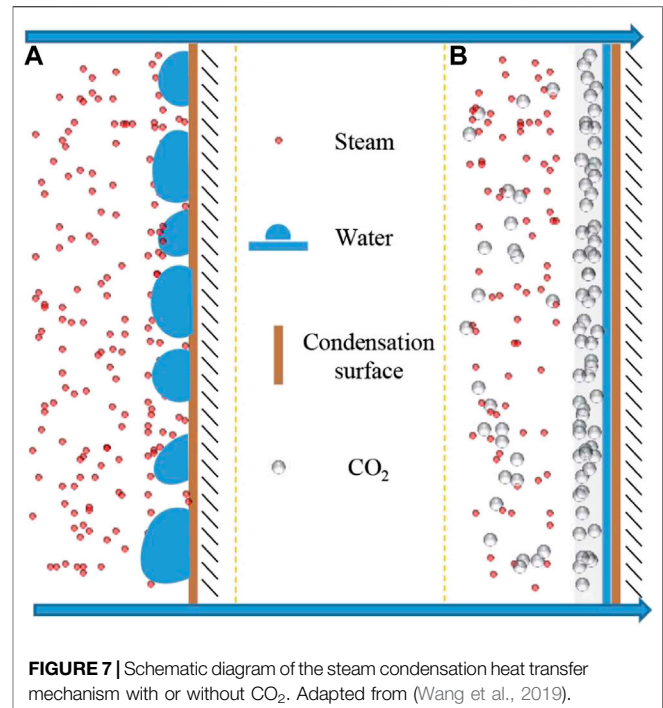 A
B
Steam
Water
Condensation
surface
CO₂
FIGURE 7 | Schematic diagram of the steam condensation heat transfer
mechanism with or without CO₂. Adapted from (Wang et al., 2019).